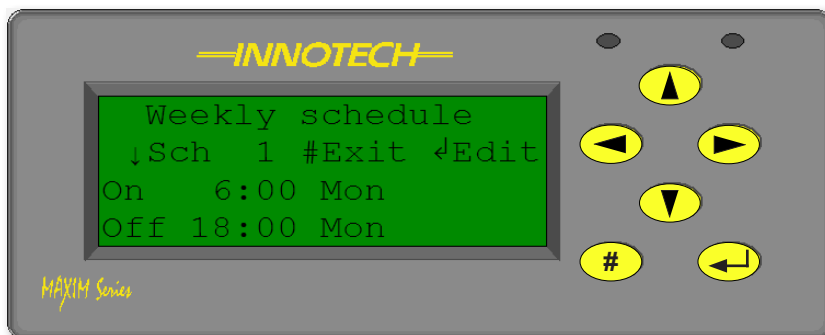 INNOTECH
Weekly schedule
↓Sch 1 #Exit ↲Edit
On 6:00 Mon
Off 18:00 Mon
#
MAXIM Series